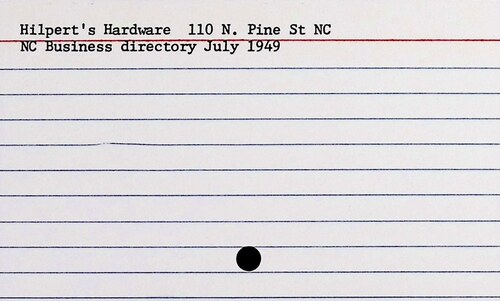 Hilpert's Hardware  110 N. Pine St NC
NC Business directory July 1949